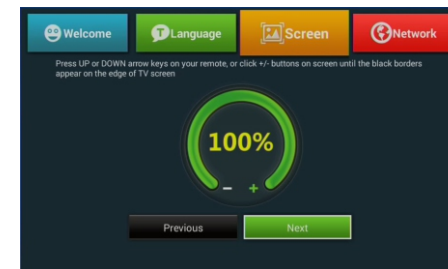 Welcome
Language
Screen
Network
Press UP or DOWN arrow keys on your remote, or click +/- buttons on screen until the black borders
appear on the edge of TV screen
100%
- +
Previous
Next